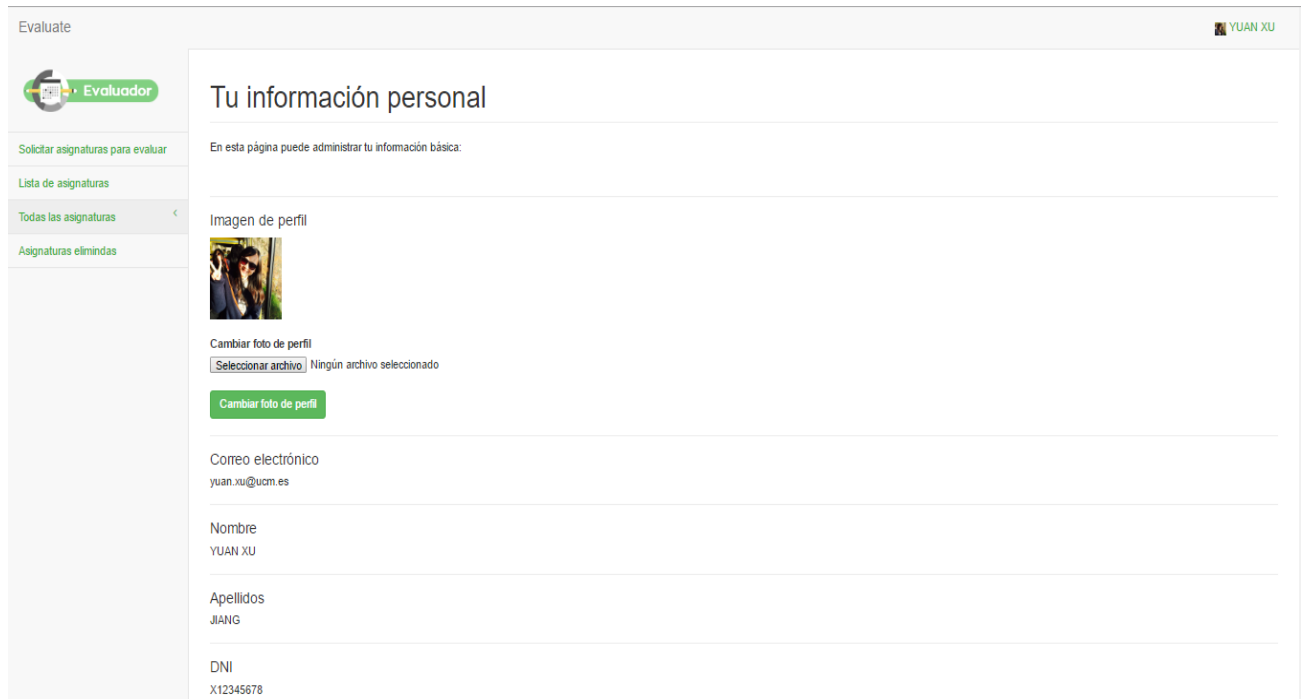 Evaluate
YUAN XU
Evaluador
Solicitar asignaturas para evaluar
Lista de asignaturas
Todas las asignaturas
Asignaturas elimindas
Tu información personal
En esta página puede administrar tu información básica:
Imagen de perfil
Cambiar foto de perfil
Seleccionar archivo Ningún archivo seleccionado
Cambiar foto de perfil
Correo electrónico
yuan.xu@ucm.es
Nombre
YUAN XU
Apellidos
JIANG
DNI
X12345678